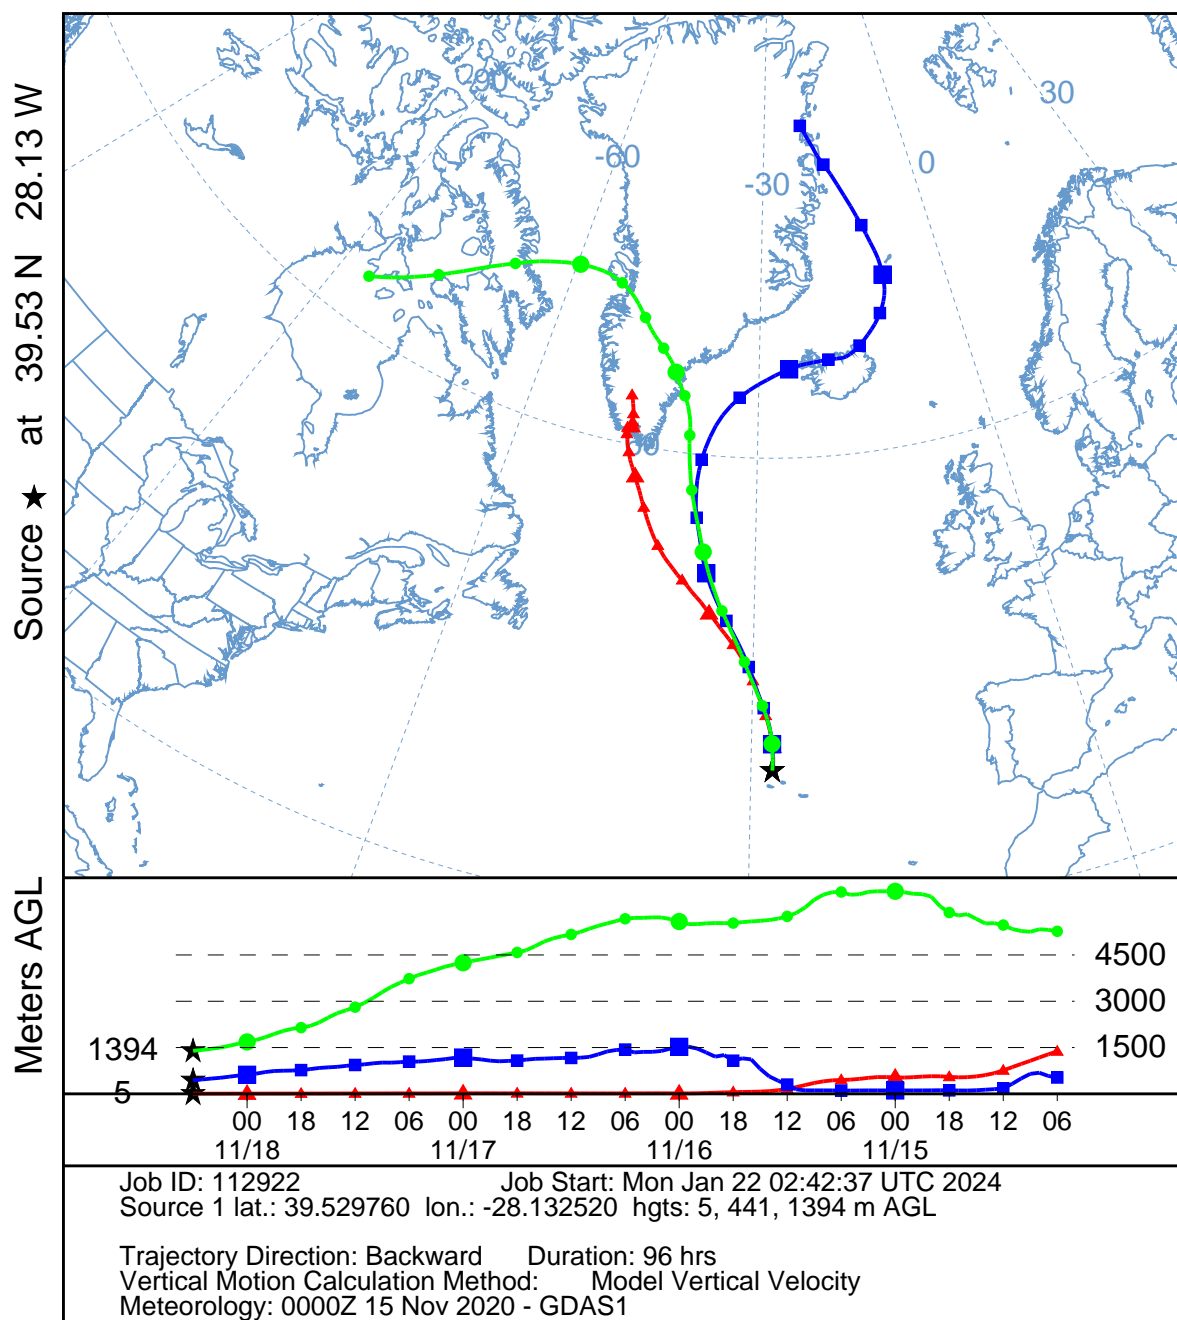 Source ★ at 39.53 N 28.13 W
-90
-60
-30
0
30
60
Meters AGL
4500
3000
1500
1394
5
00 18 12 06 00 18 12 06 00 18 12 06 00 18 12 06
11/18 11/17 11/16 11/15
Job ID: 112922 Job Start: Mon Jan 22 02:42:37 UTC 2024
Source 1 lat.: 39.529760 lon.: -28.132520 hgts: 5, 441, 1394 m AGL
Trajectory Direction: Backward Duration: 96 hrs
Vertical Motion Calculation Method: Model Vertical Velocity
Meteorology: 0000Z 15 Nov 2020 - GDAS1